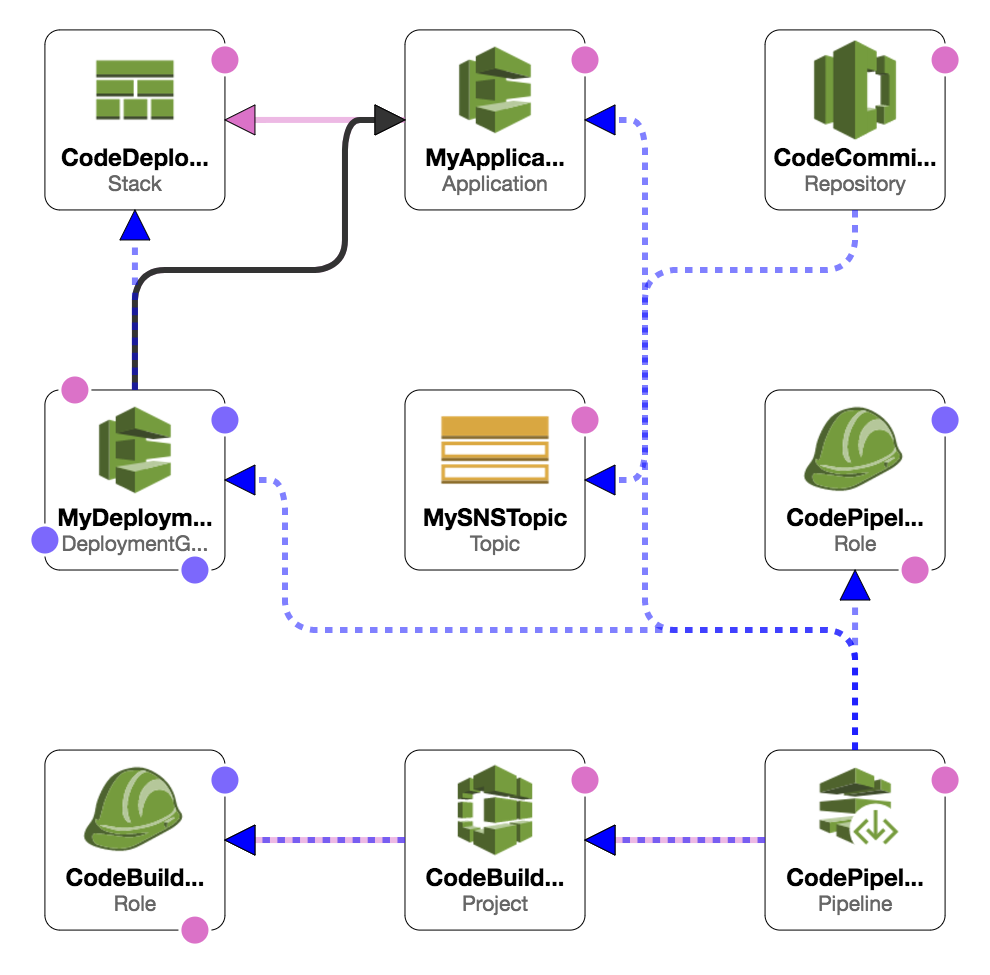 CodeDeplo...
Stack
MyApplica...
Application
CodeCommi...
Repository
MyDeploym...
DeploymentG...
MySNSTopic
Topic
CodePipel...
Role
CodeBuild...
Role
CodeBuild...
Project
CodePipel...
Pipeline